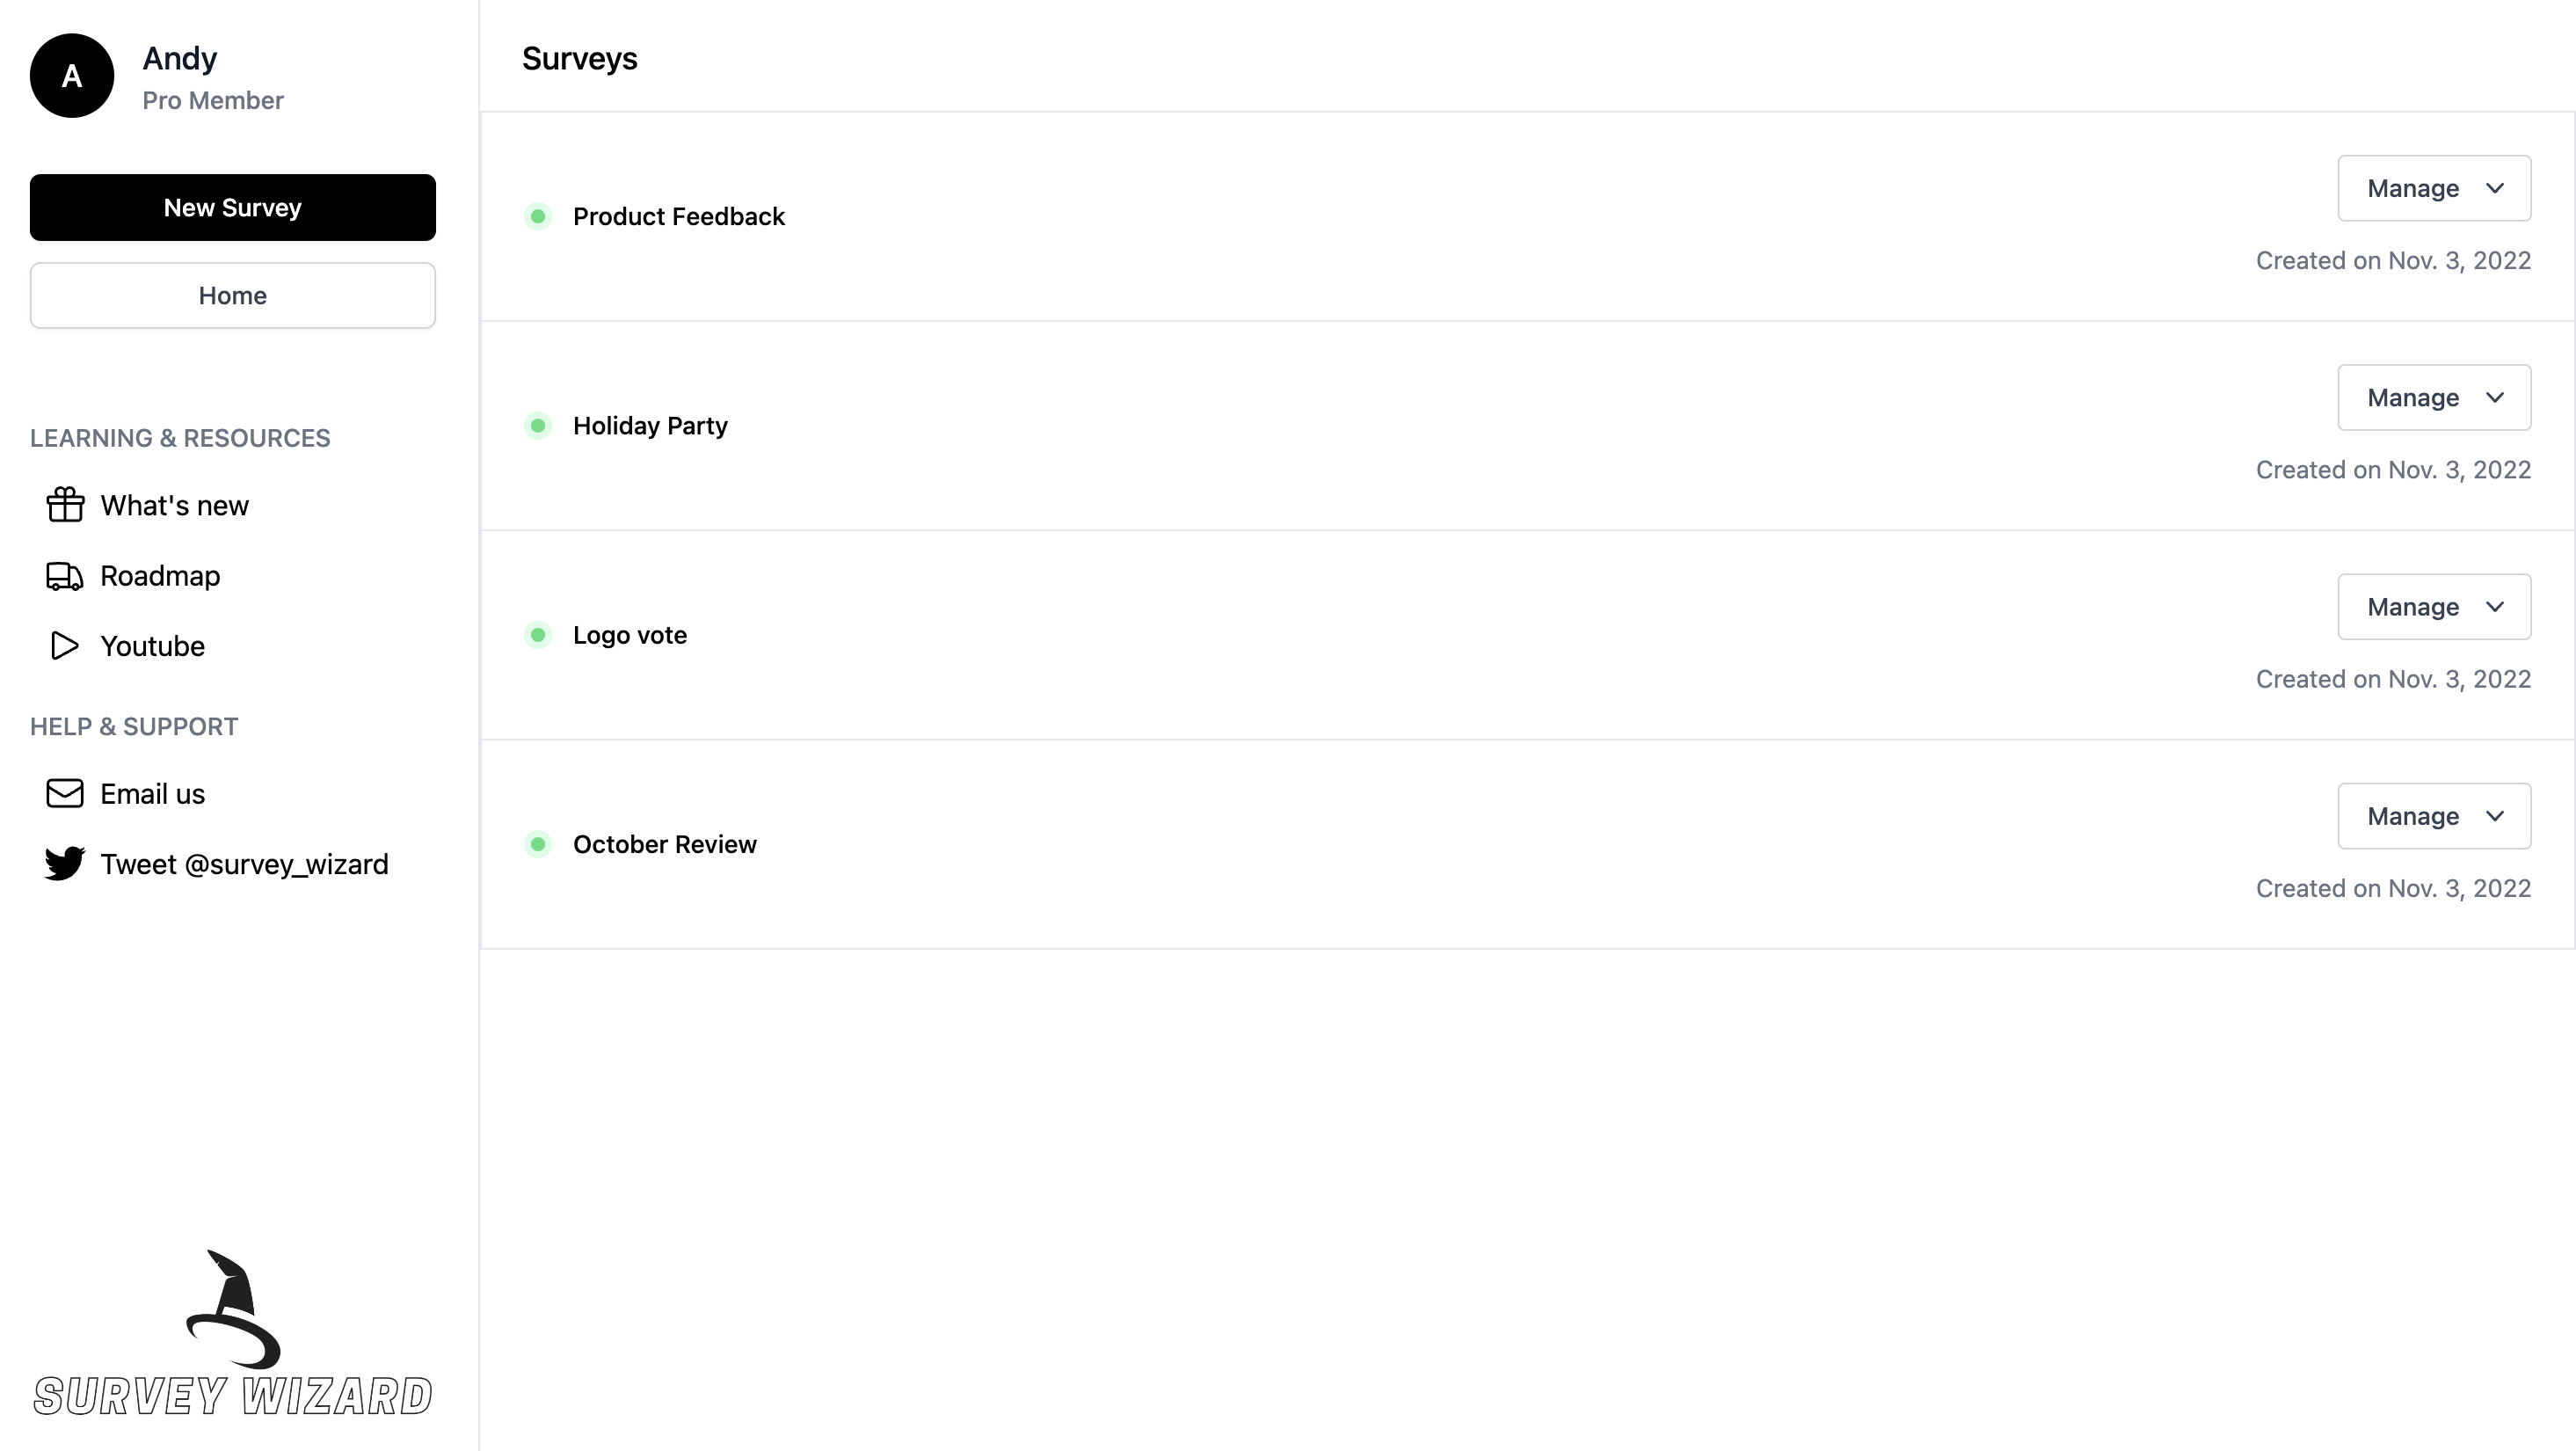 A
Andy
Pro Member
New Survey
Home
LEARNING & RESOURCES
What's new
Roadmap
Youtube
HELP & SUPPORT
Email us
Tweet @survey_wizard
SURVEY WIZARD
Surveys
Product Feedback
Manage
Created on Nov. 3, 2022
Holiday Party
Manage
Created on Nov. 3, 2022
Logo vote
Manage
Created on Nov. 3, 2022
October Review
Manage
Created on Nov. 3, 2022